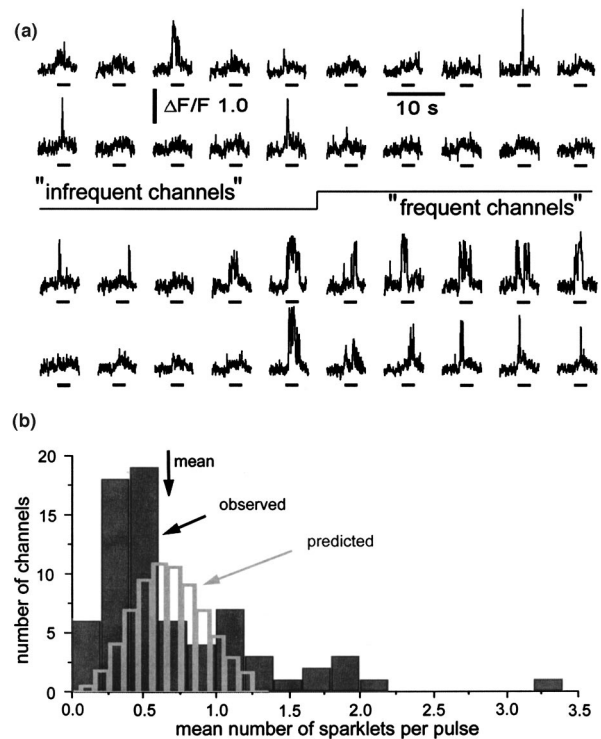 (a)
ΔF/F 1.0
10 s
"infrequent channels"
"frequent channels"
(b)
20
15
10
5
0
number of channels
mean
observed
predicted
0.0 0.5 1.0 1.5 2.0 2.5 3.0 3.5
mean number of sparklets per pulse